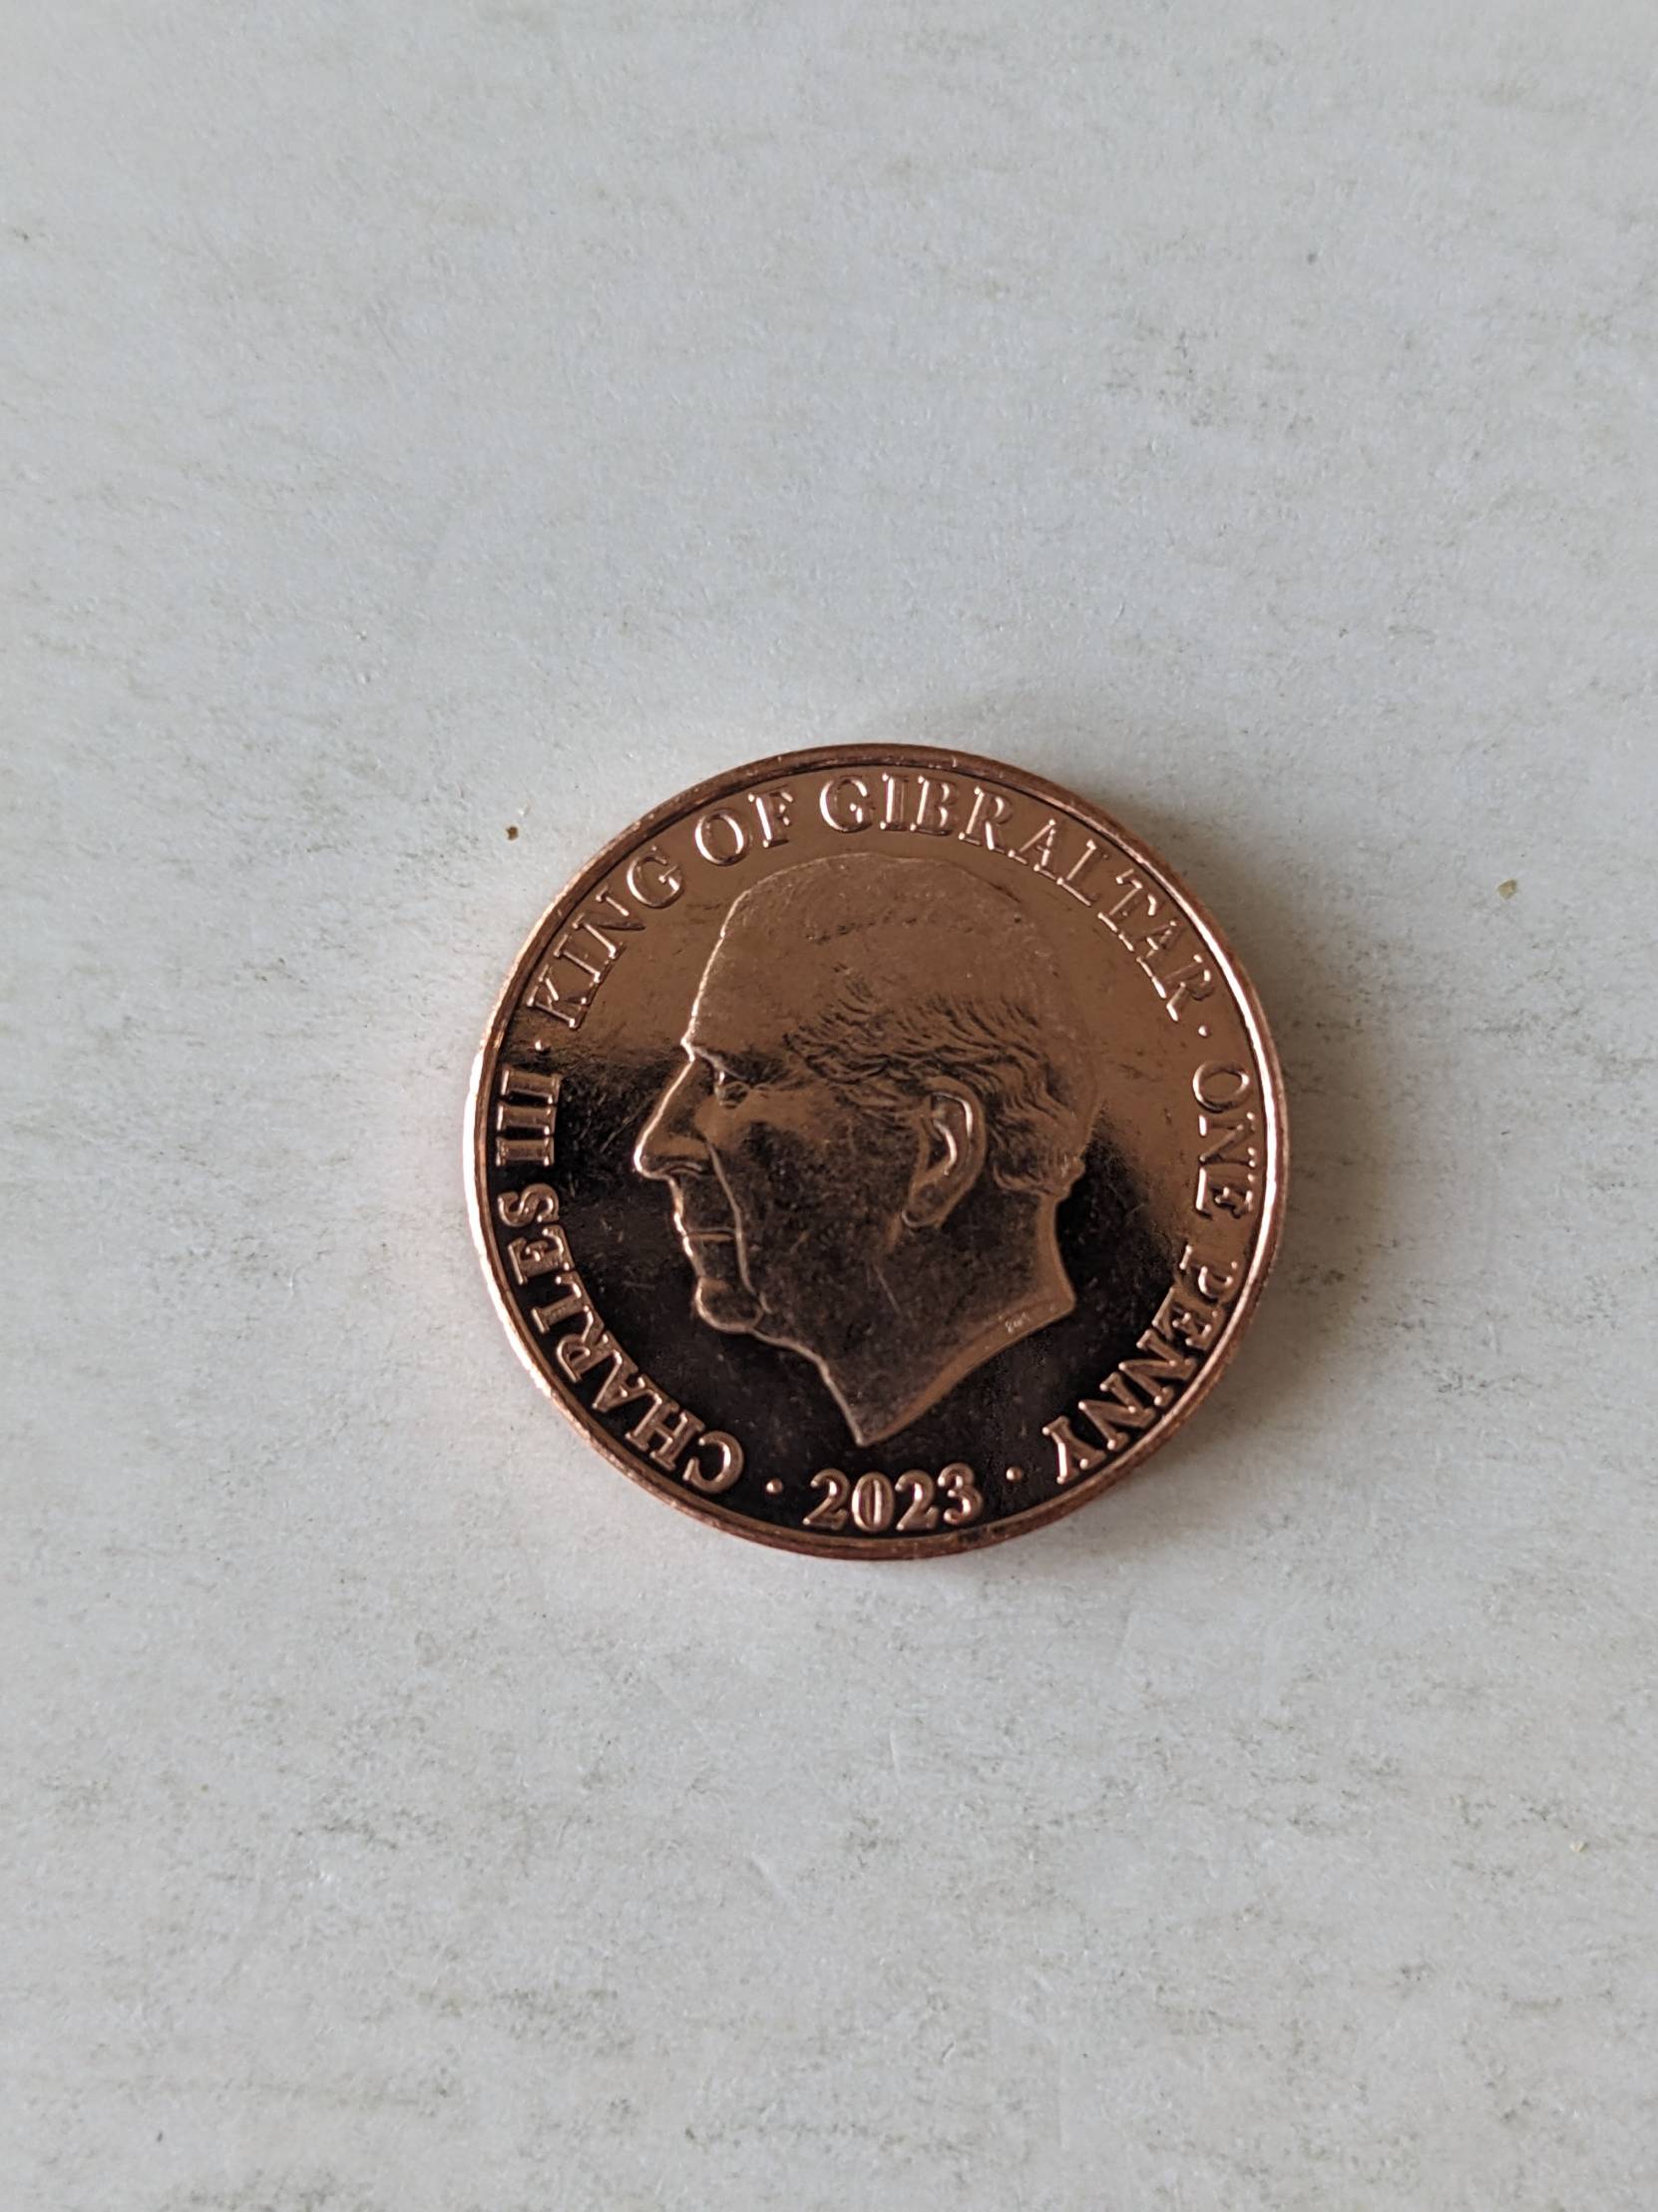 CHARLES III · KING OF GIBRALTAR · ONE PENNY · 2023 ·